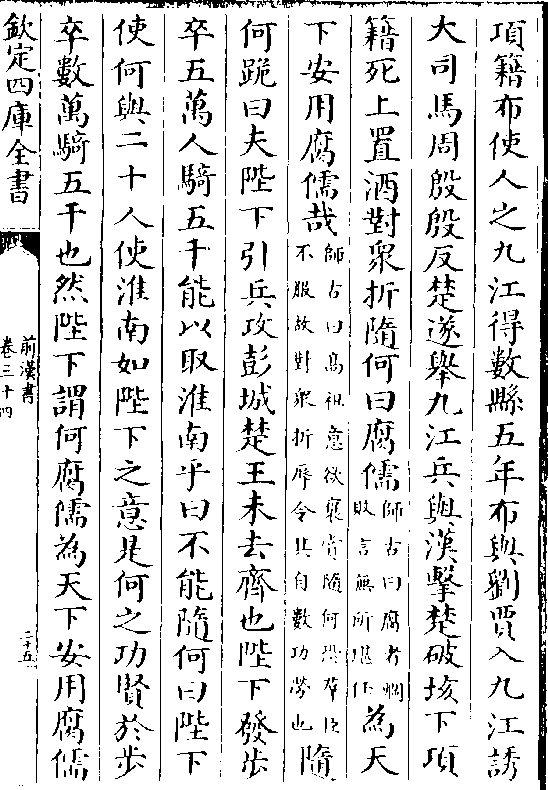 項籍布使人之九江得數縣五年布與劉賈入九江誘
大司馬周殷殷反楚遂舉九江兵與漢擊楚破垓下項
籍死上置酒對衆折隨何曰腐儒師古曰腐者爛敗言無所堪任為天
下安用腐儒哉師古曰高祖意欲襃賞隨何恐羣臣不服故對衆折辱令其自數功勞也隨
何跪曰夫陛下引兵攻彭城楚王未去齊也陛下發步
卒五萬人騎五千能以取淮南乎曰不能隨何曰陛下
使何與二十人使淮南如陛下之意是何之功賢於步
卒數萬騎五千也然陛下謂何腐儒為天下安用腐儒
欽定四庫全書
前漢書
卷三十四
二十五